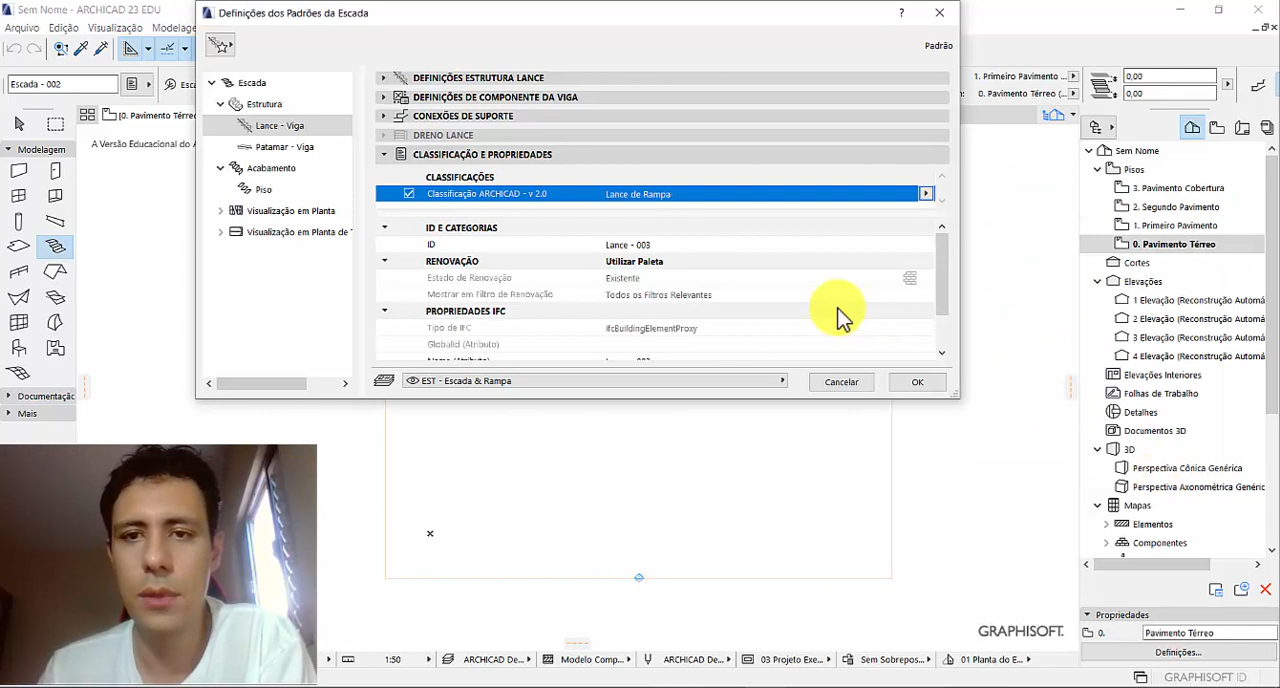 Sem Nome - ARCHICAD 23 EDU
Arquivo Edição Visualização Modelage
Definições dos Padrões da Escada
?
Padrão
Escada - 002
Esca
[0. Pavimento Térreo
A Versão Educacional do A
Modelagem
Documentaçã
Mais
Escada
Estrutura
Lance - Viga
Patamar - Viga
Acabamento
Piso
Visualização em Planta
Visualização em Planta de T
DEFINIÇÕES ESTRUTURA LANCE
DEFINIÇÕES DE COMPONENTE DA VIGA
CONEXÕES DE SUPORTE
DRENO LANCE
CLASSIFICAÇÃO E PROPRIEDADES
CLASSIFICAÇÕES
Classificação ARCHICAD - v 2.0 Lance de Rampa
ID E CATEGORIAS
ID Lance - 003
RENOVAÇÃO Utilizar Paleta
Estado de Renovação Existente
Mostrar em Filtro de Renovação Todos os Filtros Relevantes
PROPRIEDADES IFC
Tipo de IFC IfcBuildingElementProxy
GlobalId (Atributo)
EST - Escada & Rampa
Cancelar
OK
1. Primeiro Pavimento
0. Pavimento Térreo (
0,00
0,00
Sem Nome
Pisos
3. Pavimento Cobertura
2. Segundo Pavimento
1. Primeiro Pavimento
0. Pavimento Térreo
Cortes
Elevações
1 Elevação (Reconstrução Automá
2 Elevação (Reconstrução Automá
3 Elevação (Reconstrução Automá
4 Elevação (Reconstrução Automá
Elevações Interiores
Folhas de Trabalho
Detalhes
Documentos 3D
3D
Perspectiva Cônica Genérica
Perspectiva Axonométrica Genéric
Mapas
Elementos
Componentes
Propriedades
0. Pavimento Térreo
Definições...
GRAPHISOFT.
1:50
ARCHICAD De...
Modelo Comp...
ARCHICAD De...
03 Projeto Exe...
Sem Sobrepos...
01 Planta do E...
GRAPHISOFT ID